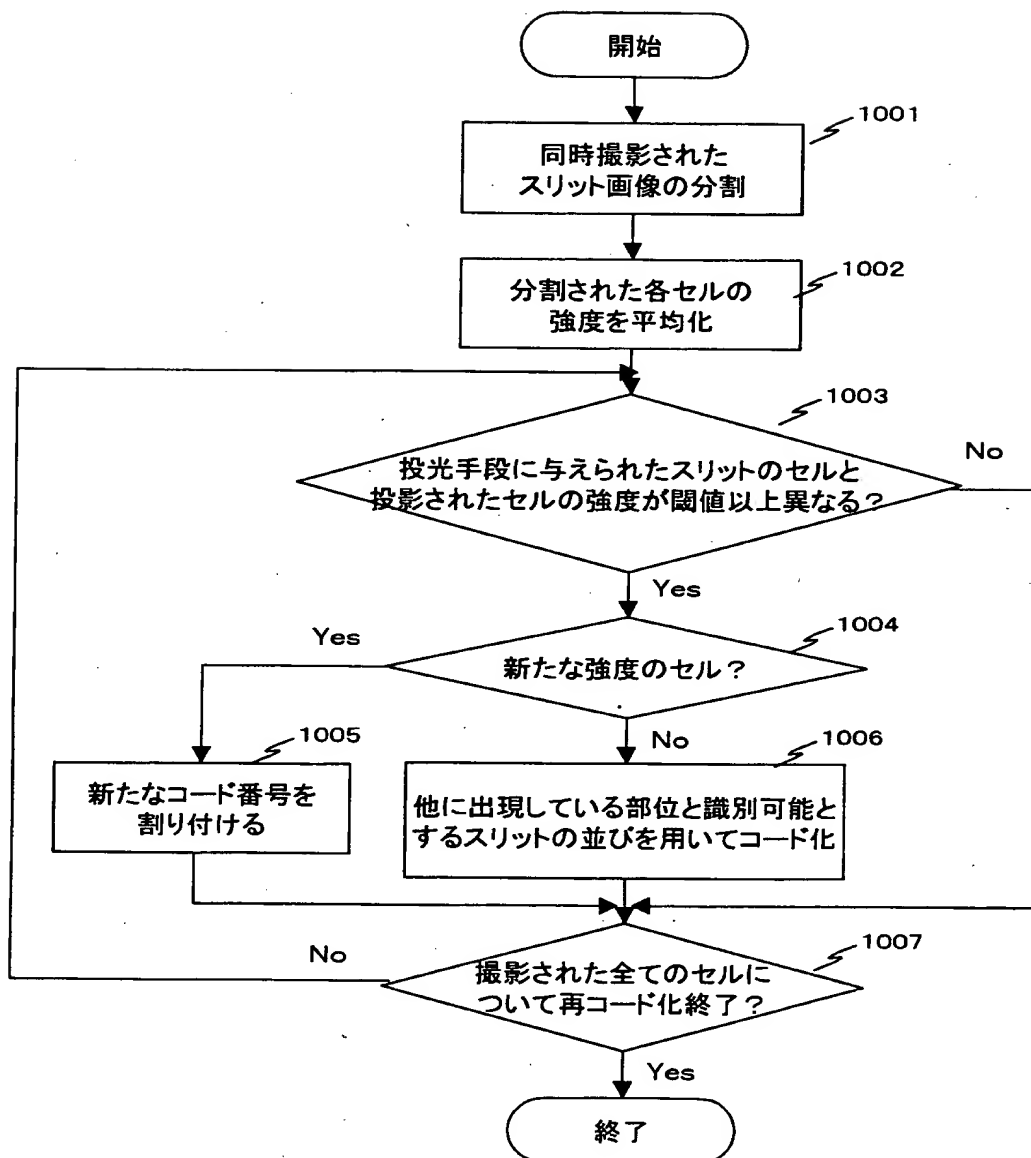 開始
1001
同時撮影された
スリット画像の分割
1002
分割された各セルの
強度を平均化
1003
投光手段に与えられたスリットのセルと
投影されたセルの強度が閾値以上異なる?
No
Yes
1004
新たな強度のセル?
Yes
No
1005
新たなコード番号を
割り付ける
1006
他に出現している部位と識別可能と
するスリットの並びを用いてコード化
1007
撮影された全てのセルに
ついて再コード化終了?
No
Yes
終了